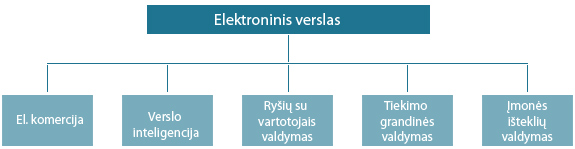 Elektroninis verslas
El. komercija
Verslo
inteligencija
Ryšių su
vartotojais
valdymas
Tiekimo
grandinės
valdymas
Įmonės
išteklių
valdymas